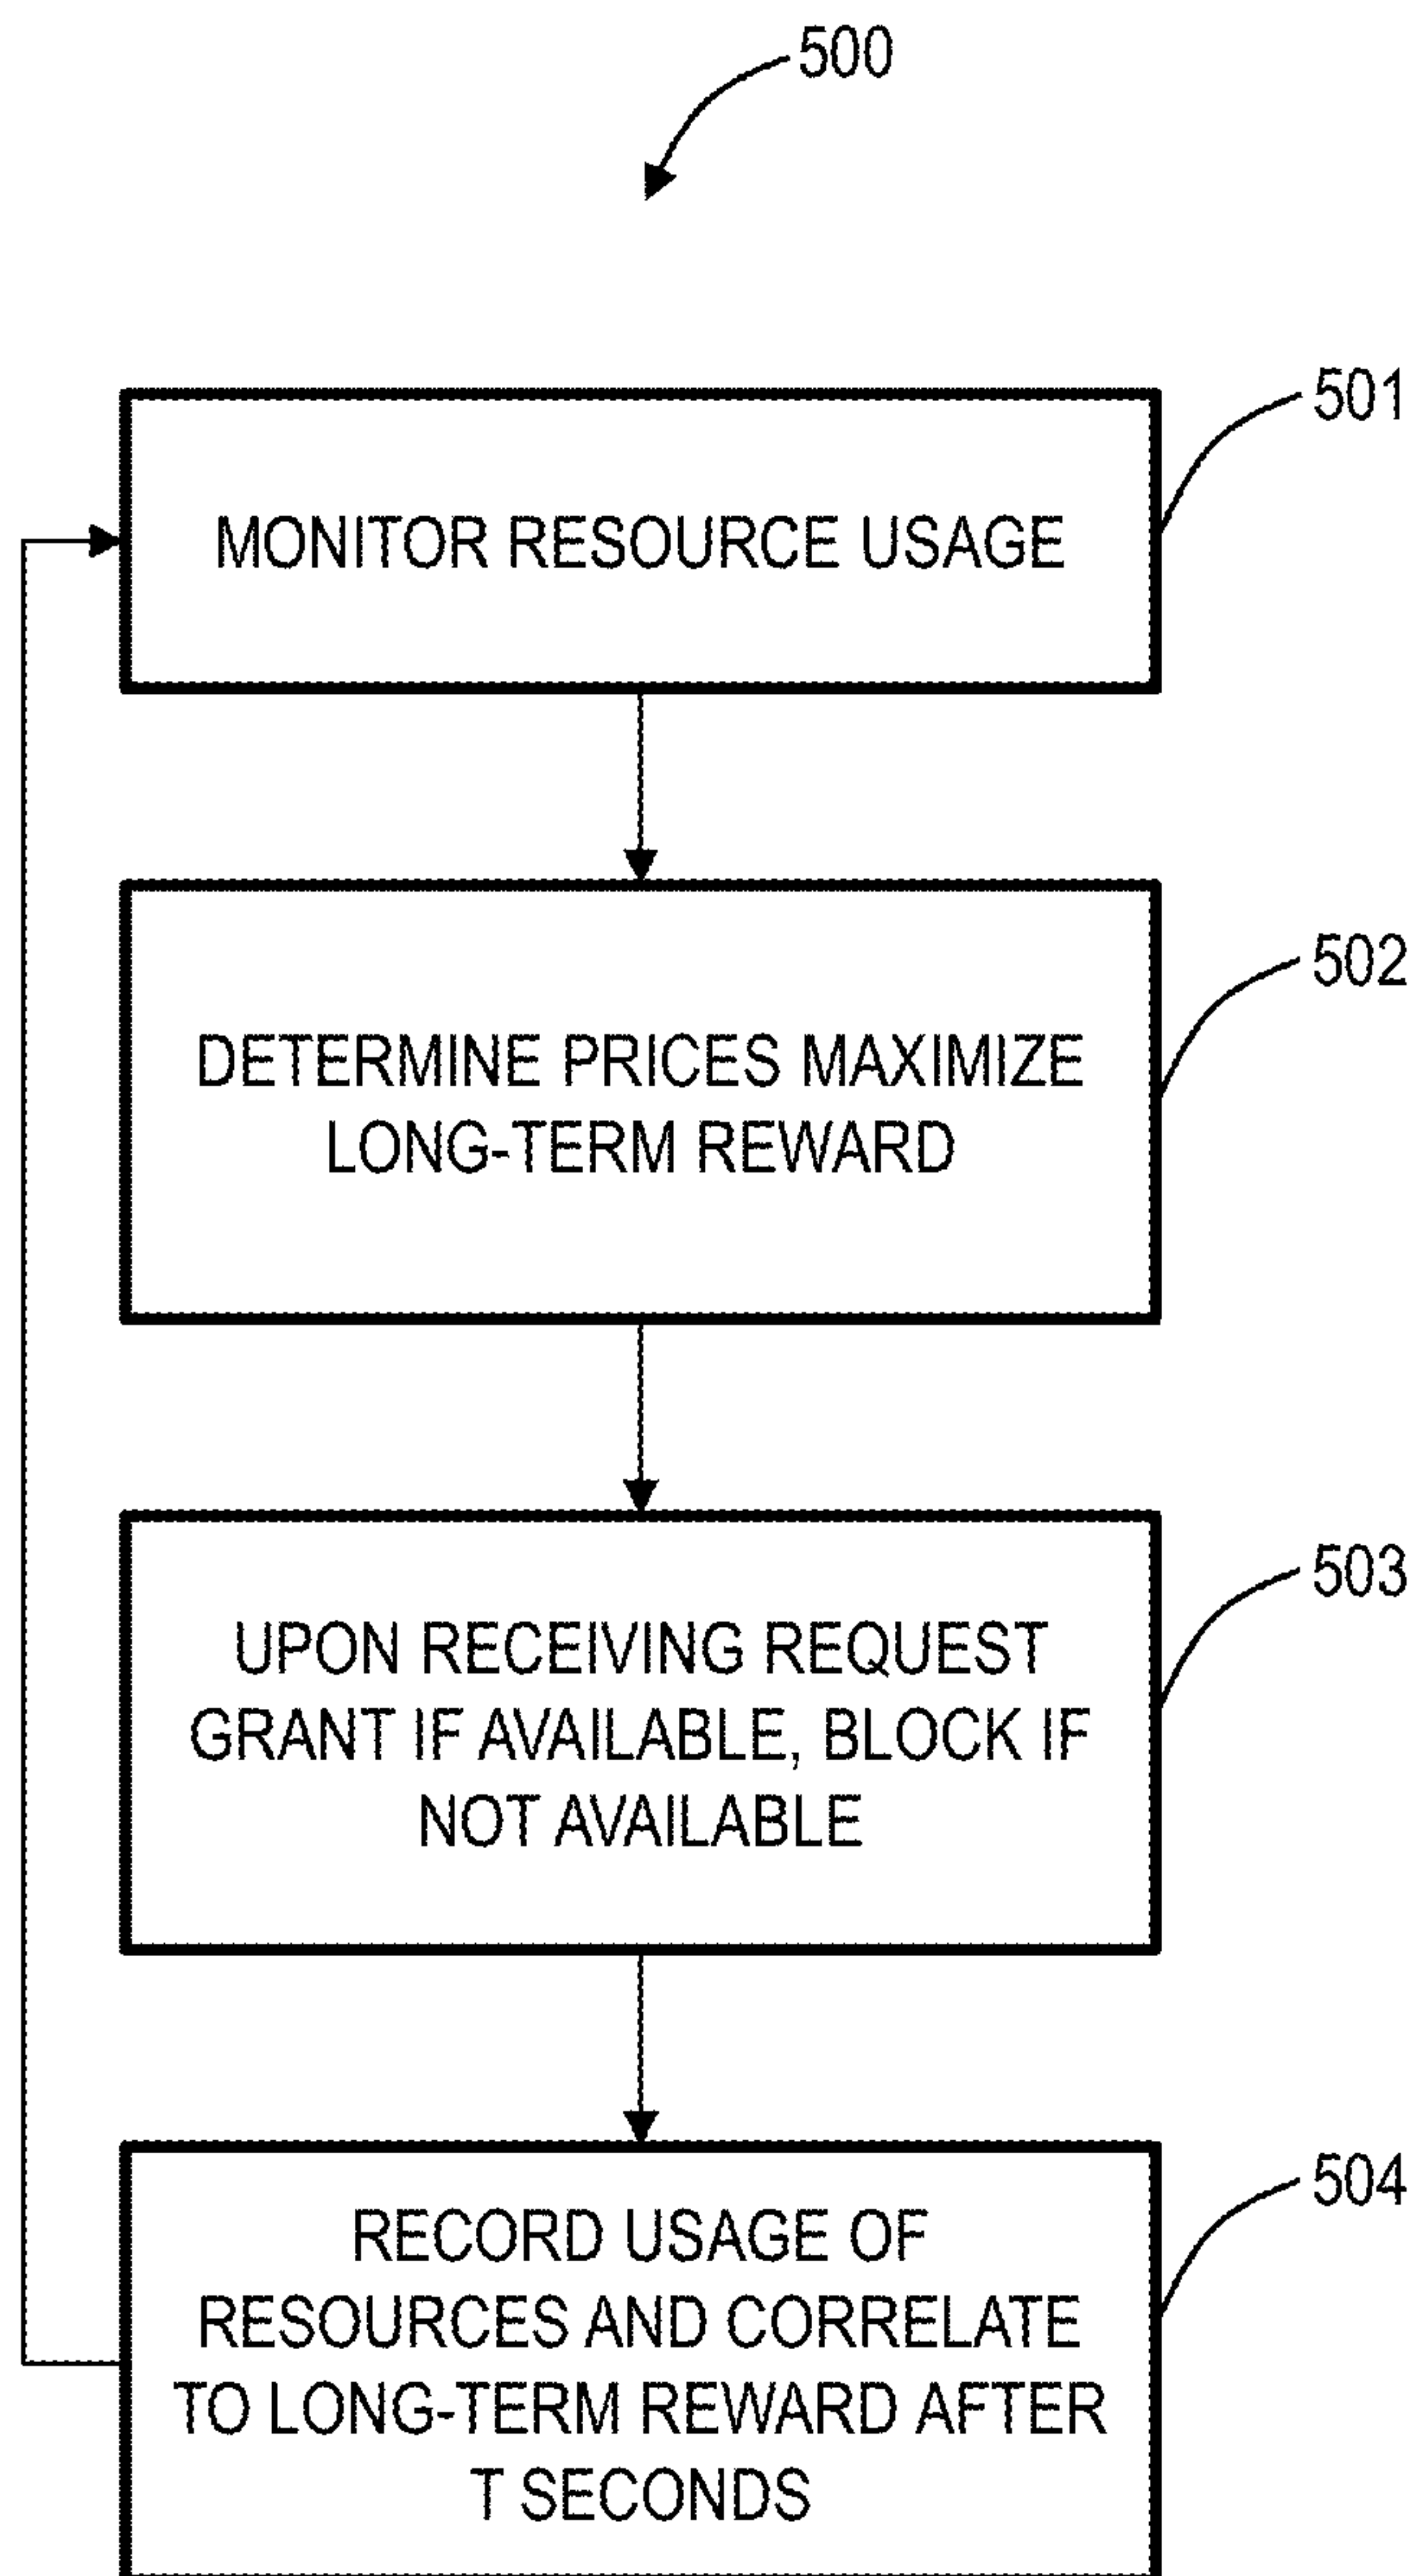 500
501
MONITOR RESOURCE USAGE
502
DETERMINE PRICES MAXIMIZE
LONG-TERM REWARD
503
UPON RECEIVING REQUEST
GRANT IF AVAILABLE, BLOCK IF
NOT AVAILABLE
504
RECORD USAGE OF
RESOURCES AND CORRELATE
TO LONG-TERM REWARD AFTER
T SECONDS